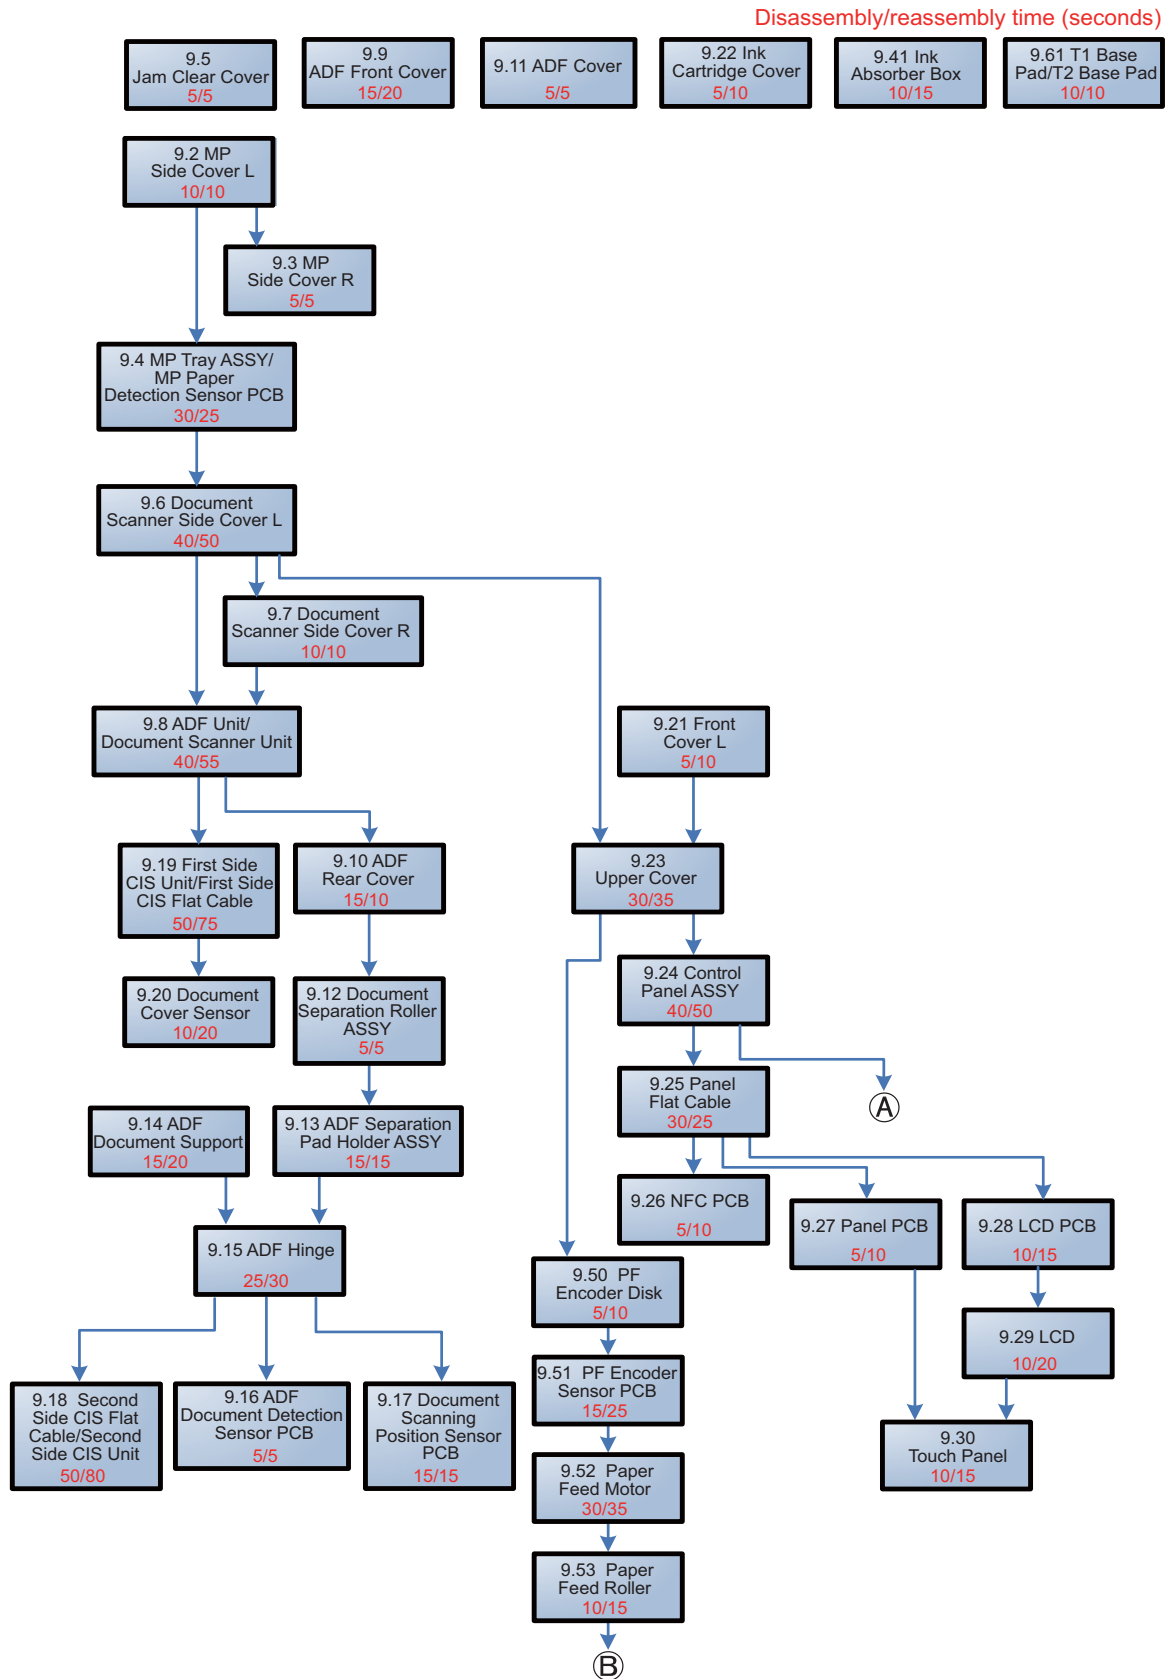 Disassembly/reassembly time (seconds)
9.5
Jam Clear Cover
5/5
9.9
ADF Front Cover
15/20
9.11 ADF Cover
5/5
9.22 Ink
Cartridge Cover
5/10
9.41 Ink
Absorber Box
10/15
9.61 T1 Base
Pad/T2 Base Pad
10/10
9.2 MP
Side Cover L
10/10
9.3 MP
Side Cover R
5/5
9.4 MP Tray ASSY/
MP Paper
Detection Sensor PCB
30/25
9.6 Document
Scanner Side Cover L
40/50
9.7 Document
Scanner Side Cover R
10/10
9.8 ADF Unit/
Document Scanner Unit
40/55
9.21 Front
Cover L
5/10
9.19 First Side
CIS Unit/First Side
CIS Flat Cable
50/75
9.10 ADF
Rear Cover
15/10
9.23
Upper Cover
30/35
9.20 Document
Cover Sensor
10/20
9.12 Document
Separation Roller
ASSY
5/5
9.24 Control
Panel ASSY
40/50
9.25 Panel
Flat Cable
30/25
A
9.14 ADF
Document Support
15/20
9.13 ADF Separation
Pad Holder ASSY
15/15
9.26 NFC PCB
5/10
9.27 Panel PCB
5/10
9.28 LCD PCB
10/15
9.15 ADF Hinge
25/30
9.50 PF
Encoder Disk
5/10
9.29 LCD
10/20
9.51 PF Encoder
Sensor PCB
15/25
9.18 Second
Side CIS Flat
Cable/Second
Side CIS Unit
50/80
9.16 ADF
Document Detection
Sensor PCB
5/5
9.17 Document
Scanning
Position Sensor
PCB
15/15
9.30
Touch Panel
10/15
9.52 Paper
Feed Motor
30/35
9.53 Paper
Feed Roller
10/15
B